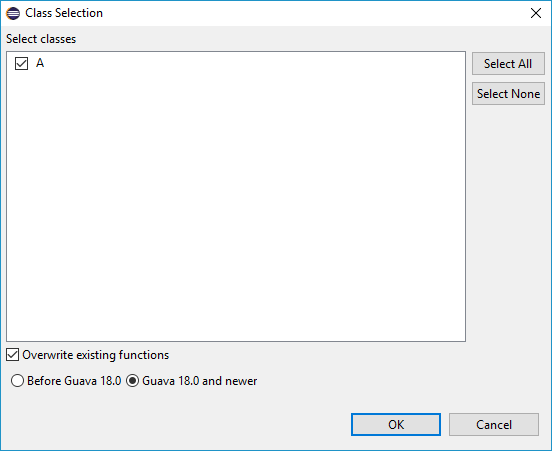 Class Selection
Select classes
A
Select All
Select None
Overwrite existing functions
Before Guava 18.0 Guava 18.0 and newer
OK Cancel